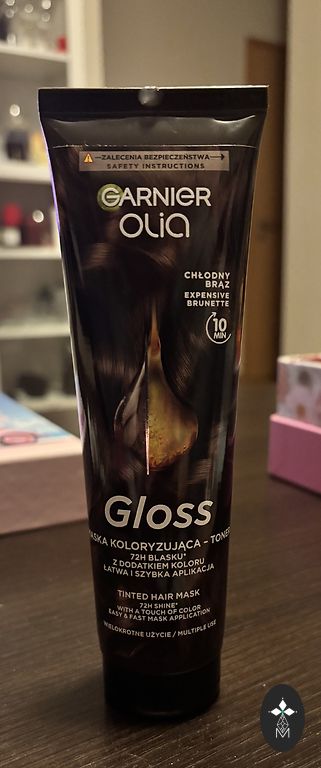 ZALECENIA BEZPIECZEŃSTWA
SAFETY INSTRUCTIONS
GARNIER
OLIA
CHŁODNY
BRĄZ
EXPENSIVE
BRUNETTE
10
MIN
Gloss
MASKA KOLORYZUJĄCA - TONER
72H BLASKU*
Z DODATKIEM KOLORU
ŁATWA I SZYBKA APLIKACJA
TINTED HAIR MASK
72H SHINE*
WITH A TOUCH OF COLOR
EASY & FAST MASK APPLICATION
WIELOKROTNE UŻYCIE / MULTIPLE USE
M